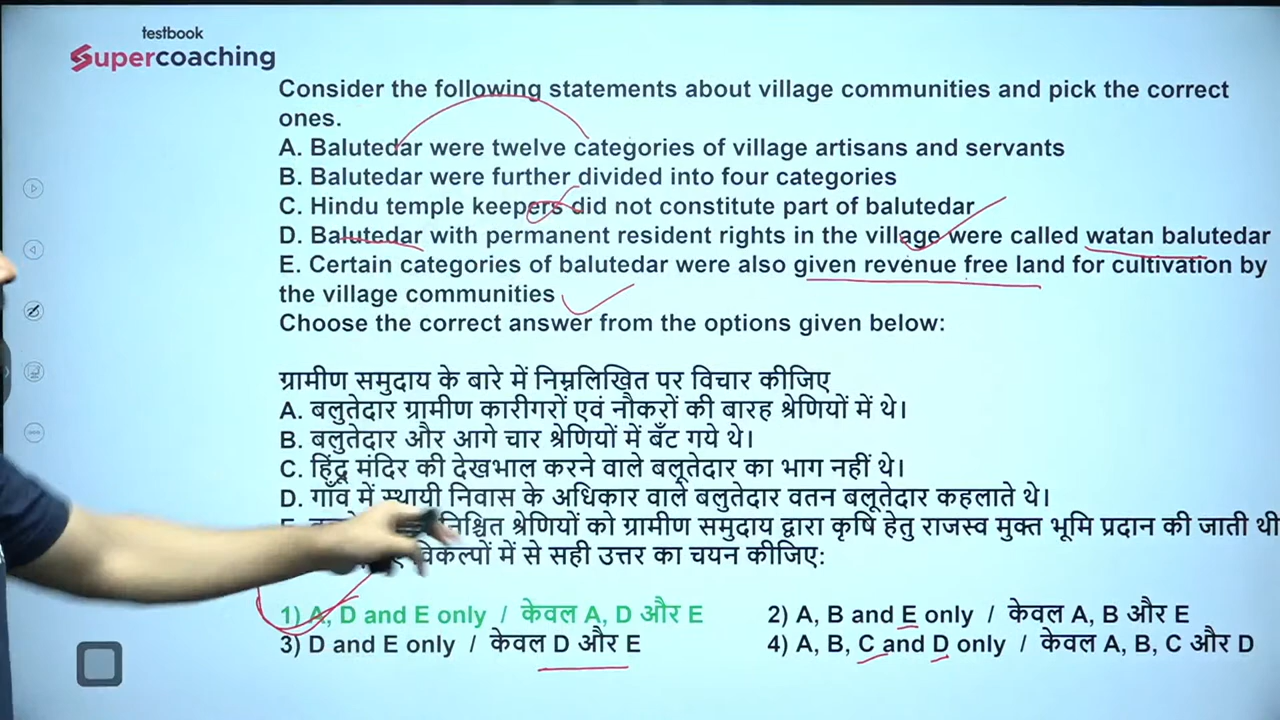 testbook
Supercoaching
Consider the following statements about village communities and pick the correct
ones.
A. Balutedar were twelve categories of village artisans and servants
B. Balutedar were further divided into four categories
C. Hindu temple keepers did not constitute part of balutedar
D. Balutedar with permanent resident rights in the village were called watan balutedar
E. Certain categories of balutedar were also given revenue free land for cultivation by
the village communities
Choose the correct answer from the options given below:
ग्रामीण समुदाय के बारे में निम्नलिखित पर विचार कीजिए
A. बलुतेदार ग्रामीण कारीगरों एवं नौकरों की बारह श्रेणियों में थे।
B. बलुतेदार और आगे चार श्रेणियों में बँट गये थे।
C. हिंदू मंदिर की देखभाल करने वाले बलूतेदार का भाग नहीं थे।
D. गाँव में स्थायी निवास के अधिकार वाले बलुतेदार वतन बलूतेदार कहलाते थे।
निश्चित श्रेणियों को ग्रामीण समुदाय द्वारा कृषि हेतु राजस्व मुक्त भूमि प्रदान की जाती थी
विकल्पों में से सही उत्तर का चयन कीजिए:
1) A, D and E only / केवल A, D और E 2) A, B and E only / केवल A, B और E
3) D and E only / केवल D और E 4) A, B, C and D only / केवल A, B, C और D